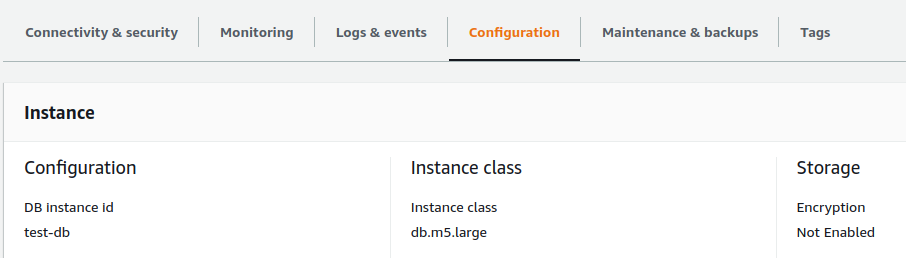 Connectivity & security
Monitoring
Logs & events
Configuration
Maintenance & backups
Tags
Instance
Configuration
DB instance id
test-db
Instance class
Instance class
db.m5.large
Storage
Encryption
Not Enabled